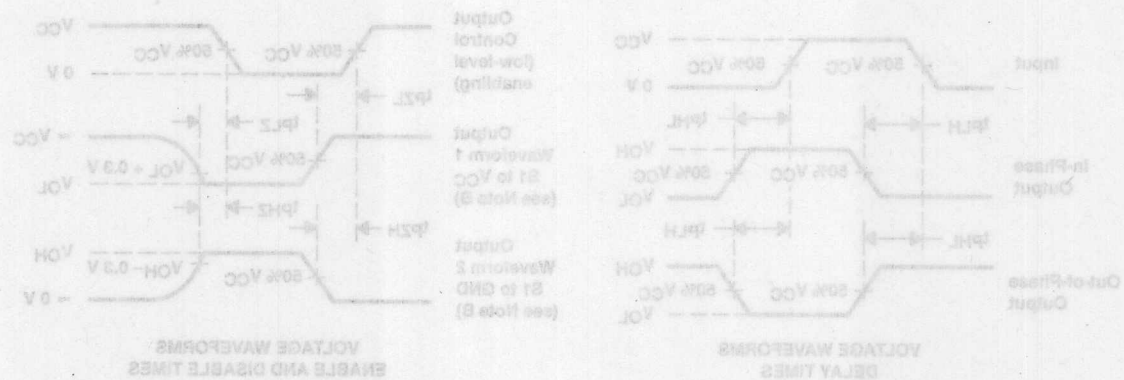 Input
50% VCC
50% VCC
VCC
0 V
tPLH
tPHL
In-Phase
Output
50% VCC
50% VCC
VOH
VOL
tPHL
tPLH
Out-of-Phase
Output
50% VCC
50% VCC
VOH
VOL
VOLTAGE WAVEFORMS
DELAY TIMES
Output
Control
(low-level
enabling)
50% VCC
50% VCC
VCC
0 V
tPZL
tPLZ
Output
Waveform 1
S1 to VCC
(see Note B)
50% VCC
VOL + 0.3 V
≈ VCC
VOL
tPZH
tPHZ
Output
Waveform 2
S1 to GND
(see Note B)
50% VCC
VOH − 0.3 V
VOH
≈ 0 V
VOLTAGE WAVEFORMS
ENABLE AND DISABLE TIMES